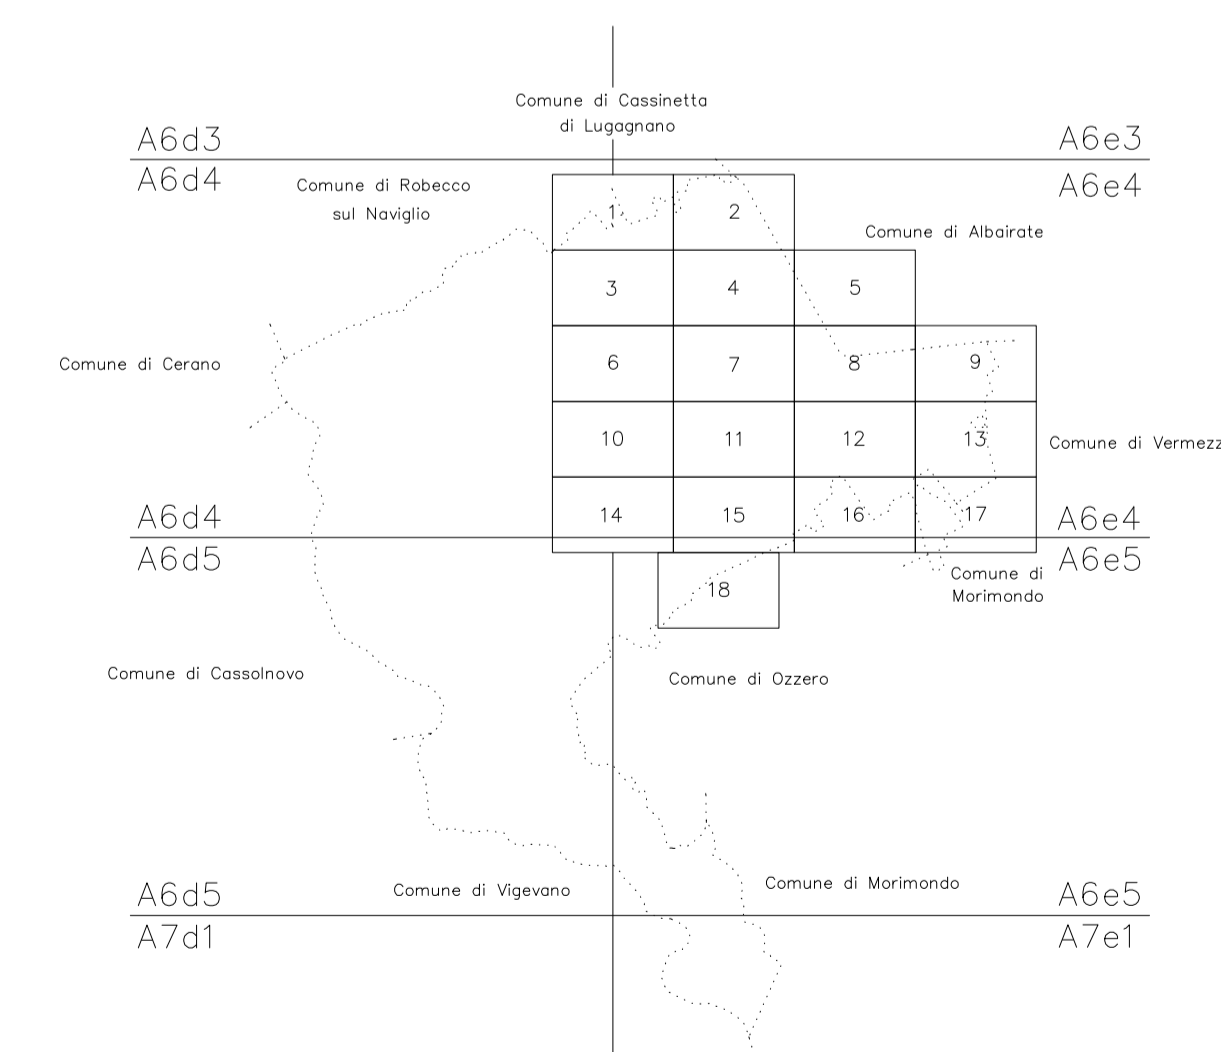 Comune di Cassinetta
di Lugagnano
A6d3
A6e3
A6d4
A6e4
Comune di Robecco
sul Naviglio
1
2
Comune di Albairate
3
4
5
Comune di Cerano
6
7
8
9
10
11
12
13
Comune di Vermezz
14
15
16
17
A6d4
A6e4
A6d5
A6e5
Comune di
Morimondo
18
Comune di Cassolnovo
Comune di Ozzero
Comune di Vigevano
Comune di Morimondo
A6d5
A6e5
A7d1
A7e1